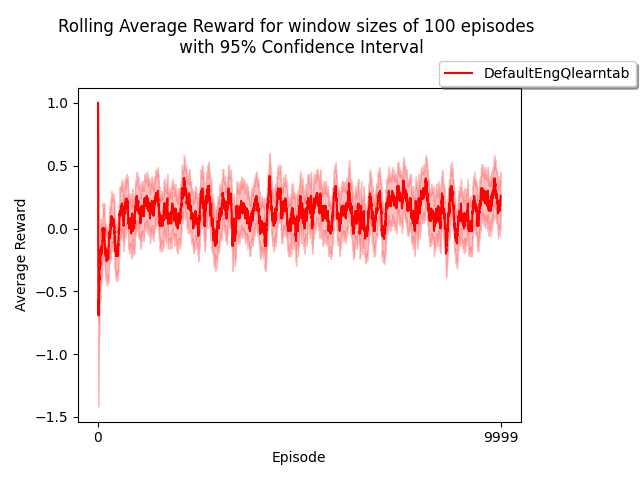 Rolling Average Reward for window sizes of 100 episodes
with 95% Confidence Interval
DefaultEngQlearntab
1.0
0.5
0.0
−0.5
−1.0
−1.5
Average Reward
0 9999
Episode